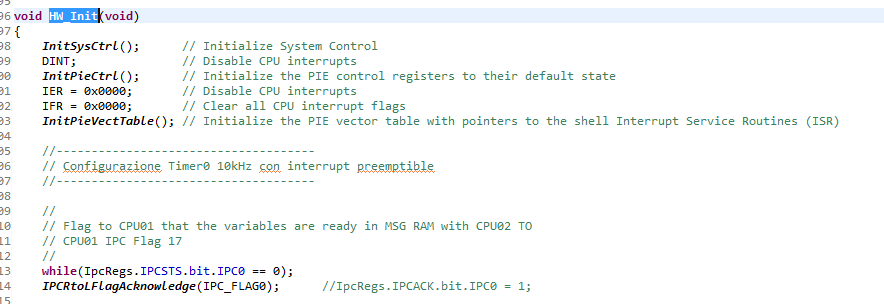 96 void HW_Init(void)
97 {
98 InitSysCtrl(); // Initialize System Control
99 DINT; // Disable CPU interrupts
00 InitPieCtrl(); // Initialize the PIE control registers to their default state
01 IER = 0x0000; // Disable CPU interrupts
02 IFR = 0x0000; // Clear all CPU interrupt flags
03 InitPieVectTable(); // Initialize the PIE vector table with pointers to the shell Interrupt Service Routines (ISR)
04
05 //-------------------------------------
06 // Configurazione Timer0 10kHz con interrupt preemptible
07 //-------------------------------------
08
09 //
10 // Flag to CPU01 that the variables are ready in MSG RAM with CPU02 TO
11 // CPU01 IPC Flag 17
12 //
13 while(IpcRegs.IPCSTS.bit.IPC0 == 0);
14 IPCRtoLFlagAcknowledge(IPC_FLAG0); //IpcRegs.IPCACK.bit.IPC0 = 1;